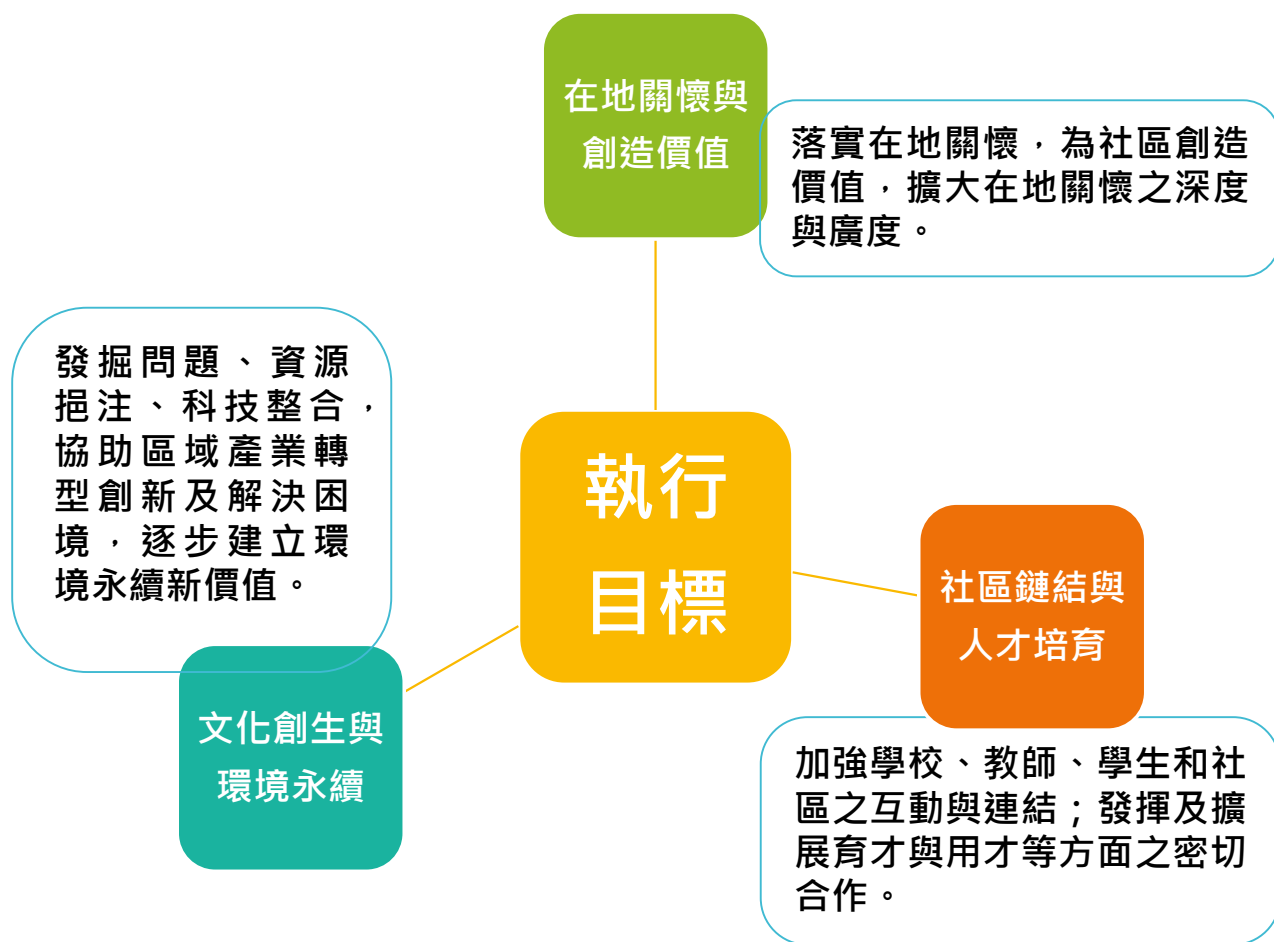 在地關懷與
創造價值
落實在地關懷，為社區創造
價值，擴大在地關懷之深度
與廣度。
發掘問題、資源
挹注、科技整合，
協助區域產業轉
型創新及解決困
境，逐步建立環
境永續新價值。
執行
目標
社區鏈結與
人才培育
文化創生與
環境永續
加強學校、教師、學生和社
區之互動與連結；發揮及擴
展育才與用才等方面之密切
合作。